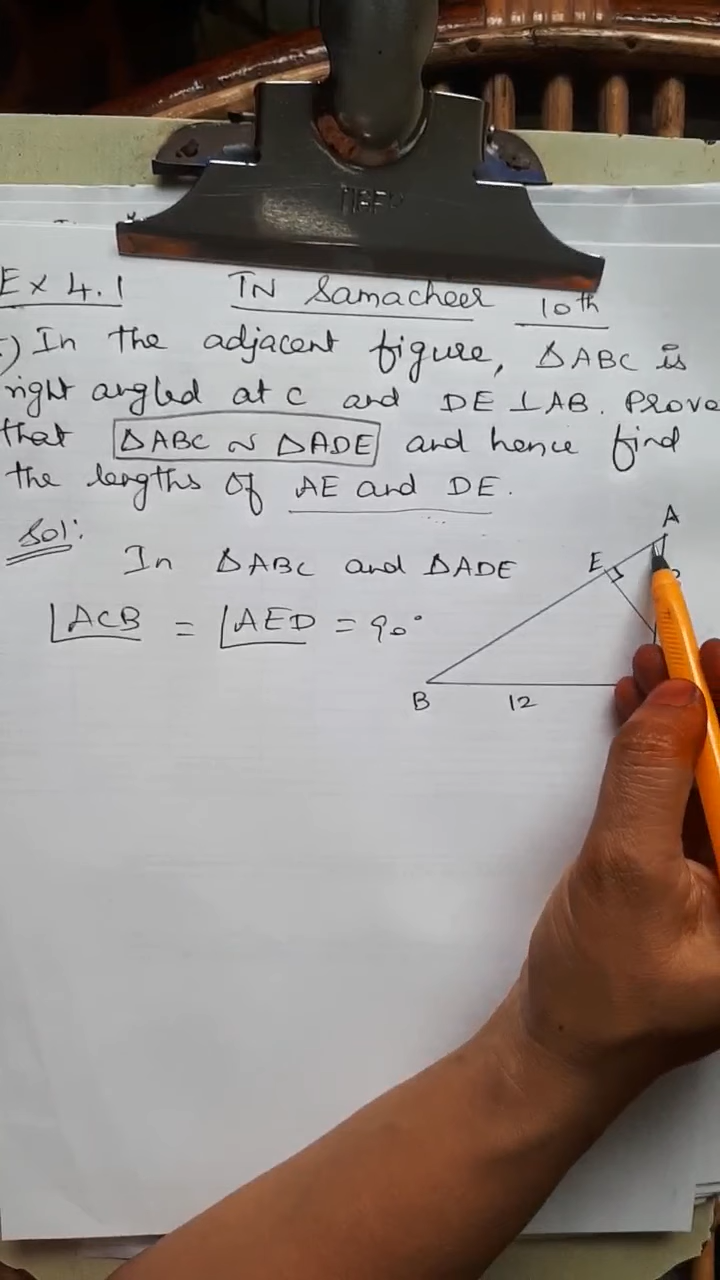 Ex 4.1 TN Samacheer 10th
) In the adjacent figure, ΔABC is
right angled at C and DE ⊥ AB. Prove
that ΔABC ~ ΔADE and hence find
the lengths of AE and DE.
Sol:
In ΔABC and ΔADE
∠ACB = ∠AED = 90°
A
E
B
12